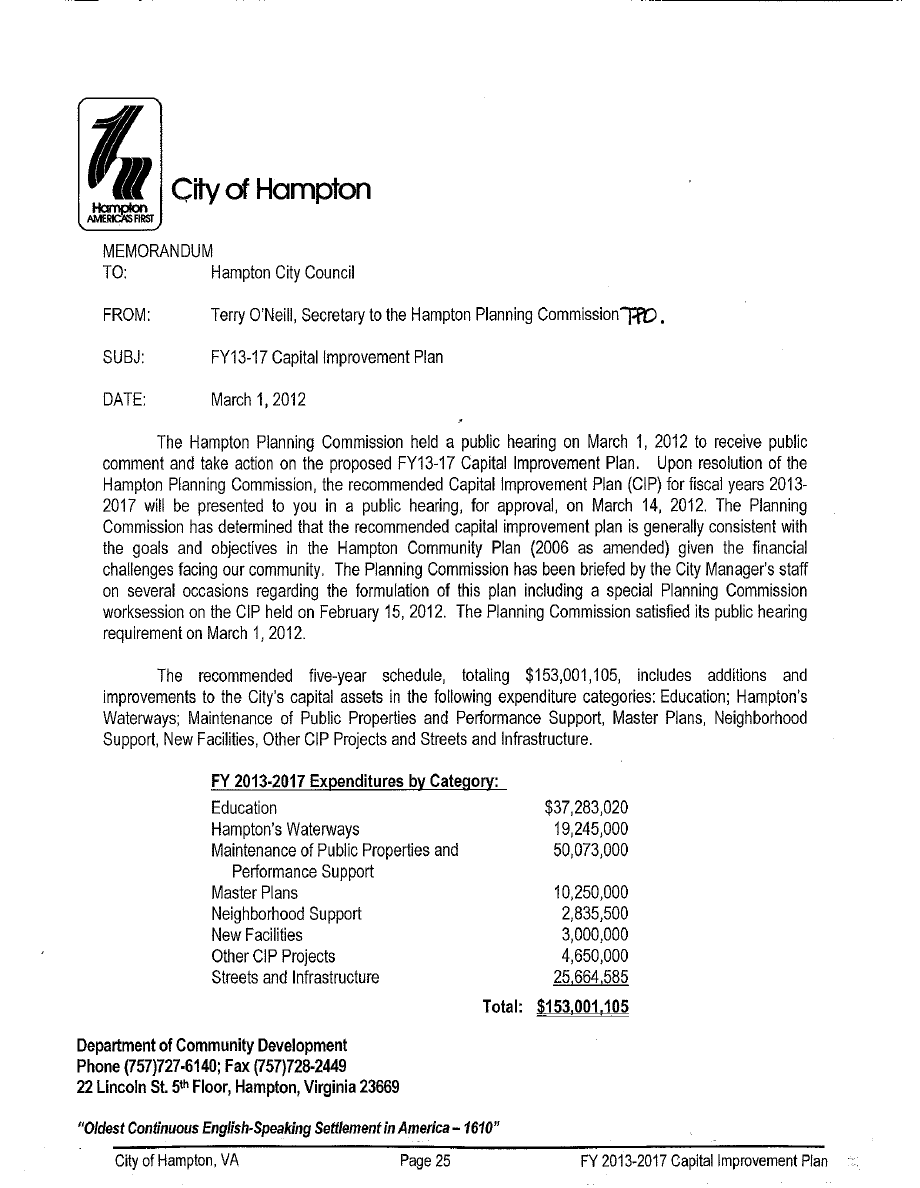 Hampton
AMERICA'S FIRST
City of Hampton
MEMORANDUM
TO: Hampton City Council
FROM: Terry O'Neill, Secretary to the Hampton Planning Commission TPO.
SUBJ: FY13-17 Capital Improvement Plan
DATE: March 1, 2012
The Hampton Planning Commission held a public hearing on March 1, 2012 to receive public
comment and take action on the proposed FY13-17 Capital Improvement Plan. Upon resolution of the
Hampton Planning Commission, the recommended Capital Improvement Plan (CIP) for fiscal years 2013-
2017 will be presented to you in a public hearing, for approval, on March 14, 2012. The Planning
Commission has determined that the recommended capital improvement plan is generally consistent with
the goals and objectives in the Hampton Community Plan (2006 as amended) given the financial
challenges facing our community. The Planning Commission has been briefed by the City Manager's staff
on several occasions regarding the formulation of this plan including a special Planning Commission
worksession on the CIP held on February 15, 2012. The Planning Commission satisfied its public hearing
requirement on March 1, 2012.
The recommended five-year schedule, totaling $153,001,105, includes additions and
improvements to the City's capital assets in the following expenditure categories: Education; Hampton's
Waterways; Maintenance of Public Properties and Performance Support, Master Plans, Neighborhood
Support, New Facilities, Other CIP Projects and Streets and Infrastructure.
FY 2013-2017 Expenditures by Category:
Education $37,283,020
Hampton's Waterways 19,245,000
Maintenance of Public Properties and 50,073,000
Performance Support
Master Plans 10,250,000
Neighborhood Support 2,835,500
New Facilities 3,000,000
Other CIP Projects 4,650,000
Streets and Infrastructure 25,664,585
Total: $153,001,105
Department of Community Development
Phone (757)727-6140; Fax (757)728-2449
22 Lincoln St. 5th Floor, Hampton, Virginia 23669
"Oldest Continuous English-Speaking Settlement in America – 1610"
City of Hampton, VA Page 25 FY 2013-2017 Capital Improvement Plan